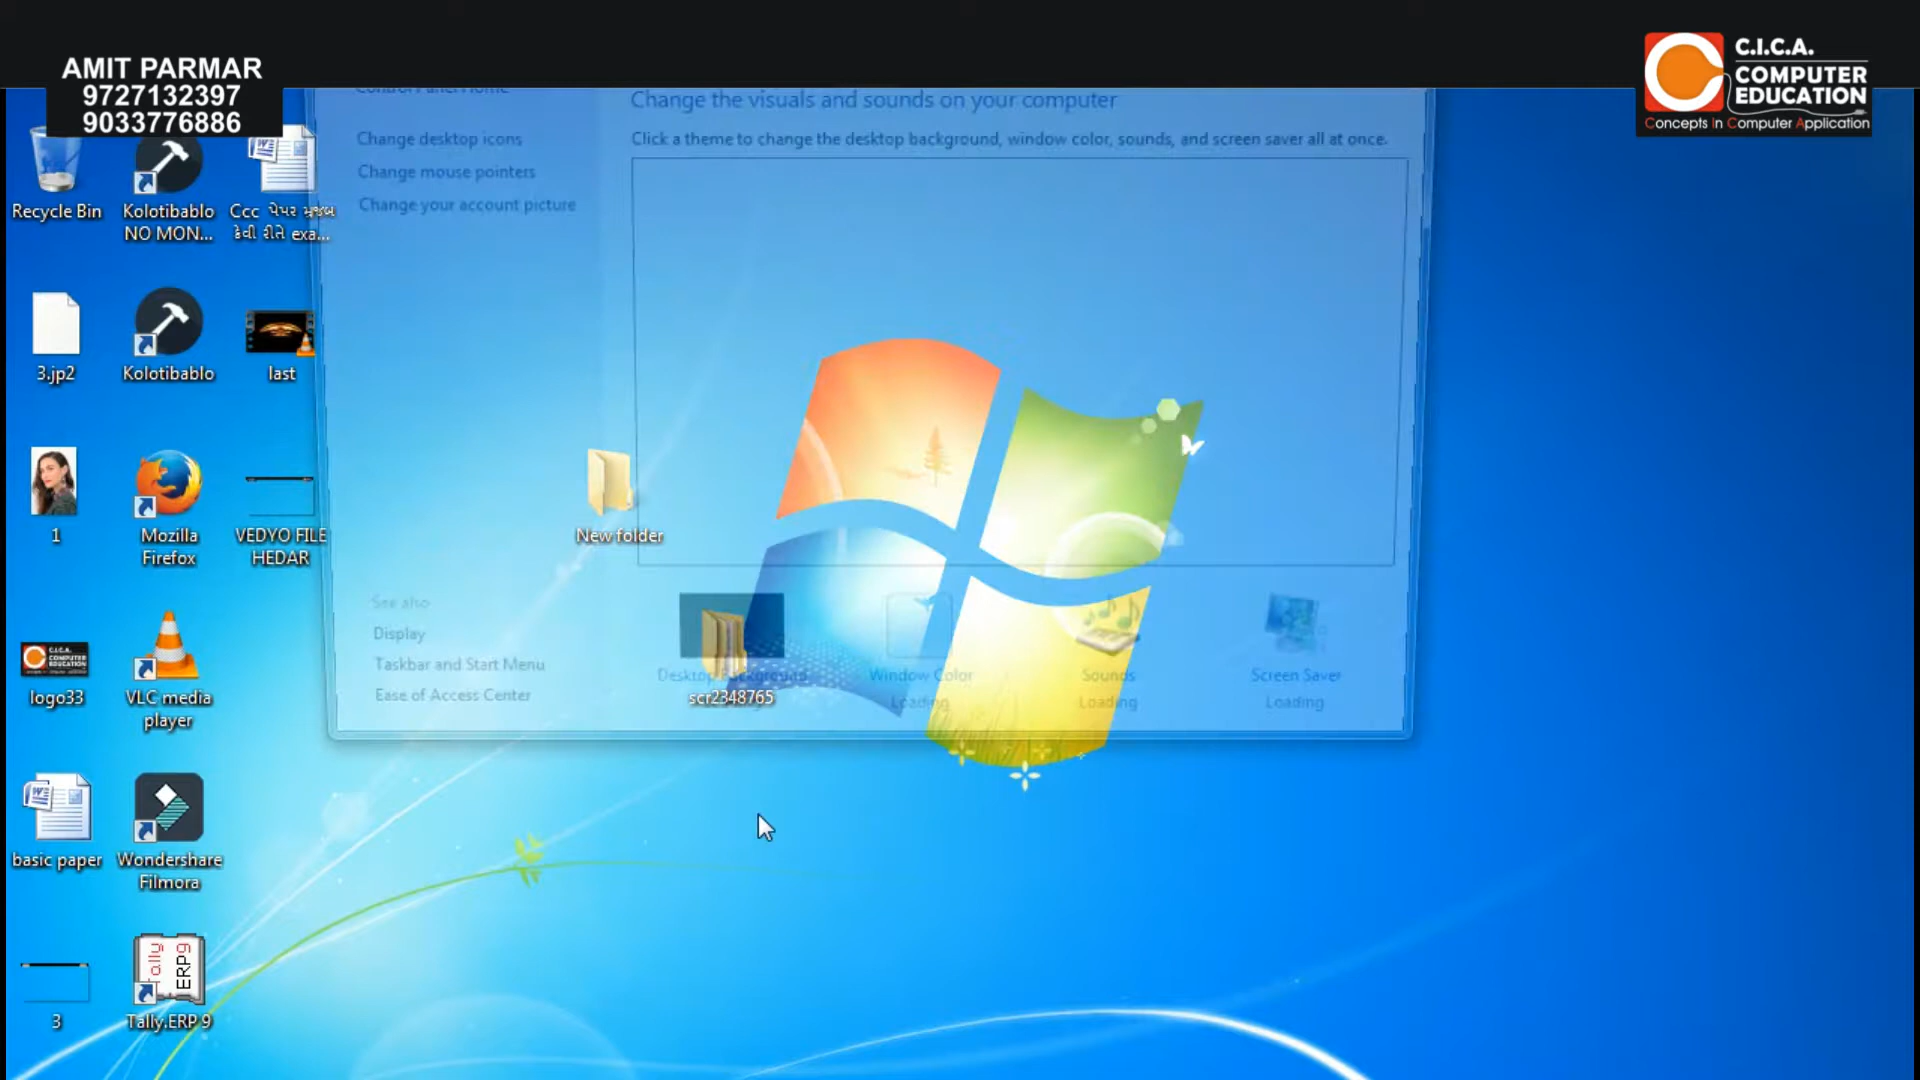 AMIT PARMAR
9727132397
9033776886
C.I.C.A.
COMPUTER
EDUCATION
Concepts In Computer Application
Control Panel Home
Change desktop icons
Change mouse pointers
Change your account picture
See also
Display
Taskbar and Start Menu
Ease of Access Center
Change the visuals and sounds on your computer
Click a theme to change the desktop background, window color, sounds, and screen saver all at once.
Desktop Background
Window Color
Loading
Sounds
Loading
Screen Saver
Loading
Recycle Bin
Kolotibablo
NO MON...
Ccc પેપર મુજબ
કેવી રીતે exa...
3.jp2
Kolotibablo
last
1
Mozilla
Firefox
VEDYO FILE
HEDAR
New folder
logo33
C.I.C.A.
COMPUTER
EDUCATION
VLC media
player
scr2348765
basic paper
Wondershare
Filmora
3
Tally
ERP9
Tally.ERP 9